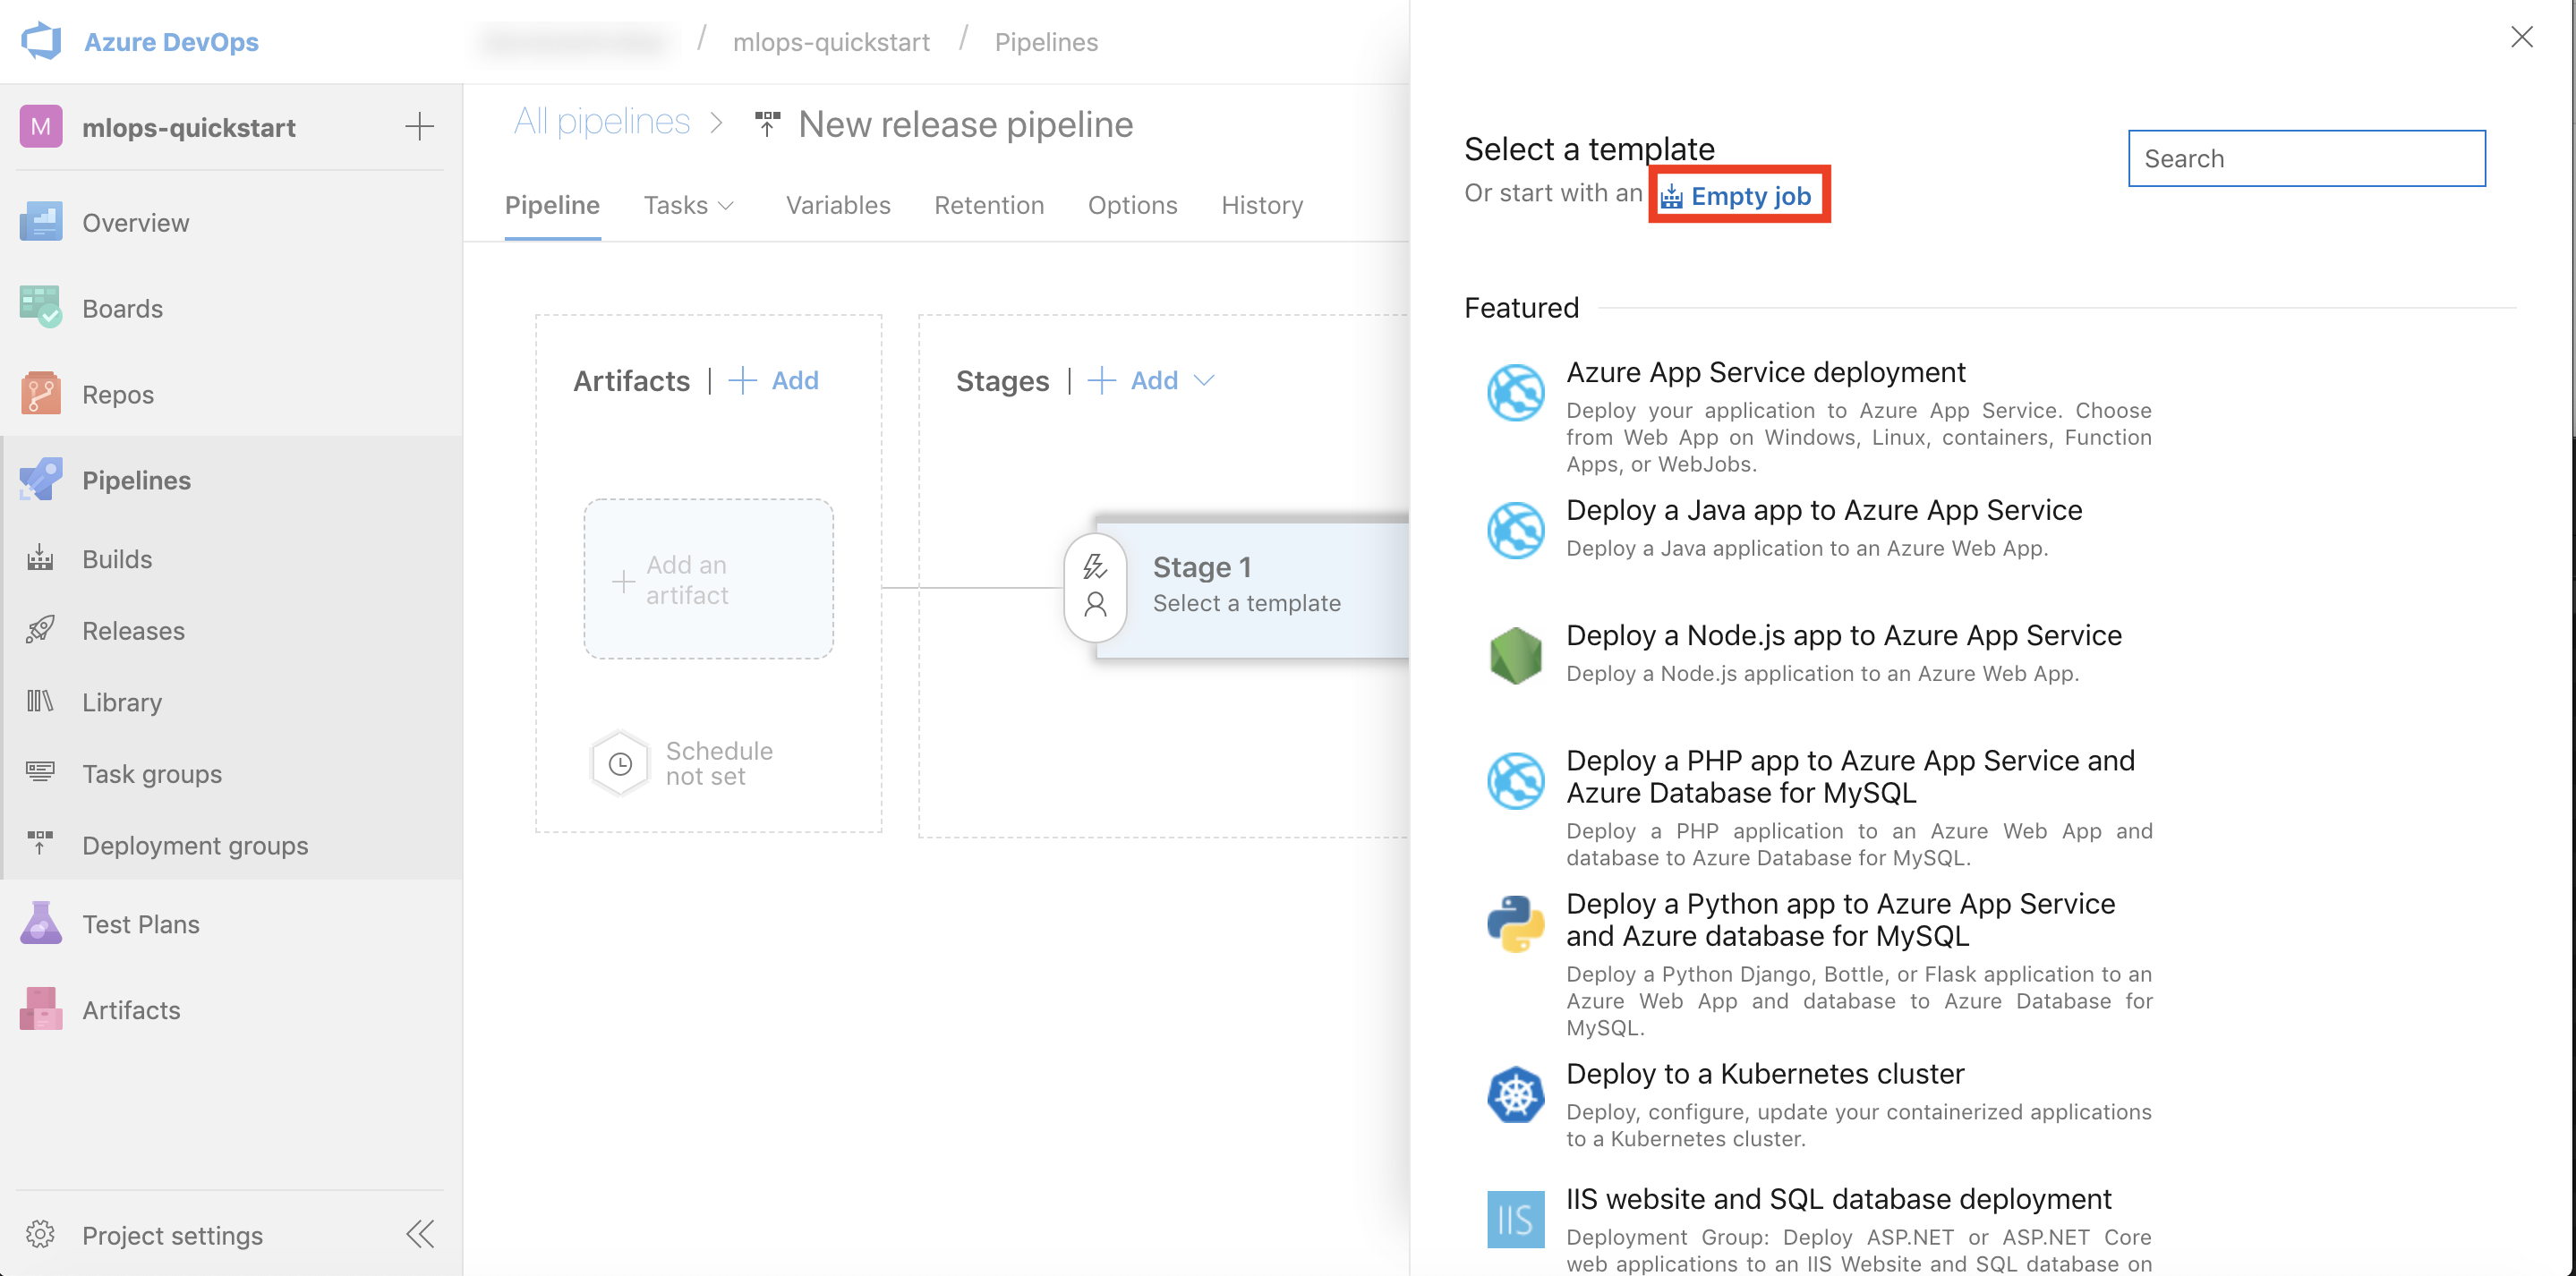 Azure DevOps
/ mlops-quickstart / Pipelines
M mlops-quickstart
Overview
Boards
Repos
Pipelines
Builds
Releases
Library
Task groups
Deployment groups
Test Plans
Artifacts
Project settings
All pipelines > New release pipeline
Pipeline Tasks Variables Retention Options History
Artifacts | + Add
Add an
artifact
Schedule
not set
Stages | + Add
Stage 1
Select a template
Select a template
Or start with an Empty job
Search
Featured
Azure App Service deployment
Deploy your application to Azure App Service. Choose
from Web App on Windows, Linux, containers, Function
Apps, or WebJobs.
Deploy a Java app to Azure App Service
Deploy a Java application to an Azure Web App.
Deploy a Node.js app to Azure App Service
Deploy a Node.js application to an Azure Web App.
Deploy a PHP app to Azure App Service and
Azure Database for MySQL
Deploy a PHP application to an Azure Web App and
database to Azure Database for MySQL.
Deploy a Python app to Azure App Service
and Azure database for MySQL
Deploy a Python Django, Bottle, or Flask application to an
Azure Web App and database to Azure Database for
MySQL.
Deploy to a Kubernetes cluster
Deploy, configure, update your containerized applications
to a Kubernetes cluster.
IIS
IIS website and SQL database deployment
Deployment Group: Deploy ASP.NET or ASP.NET Core
web applications to an IIS Website and SQL database on